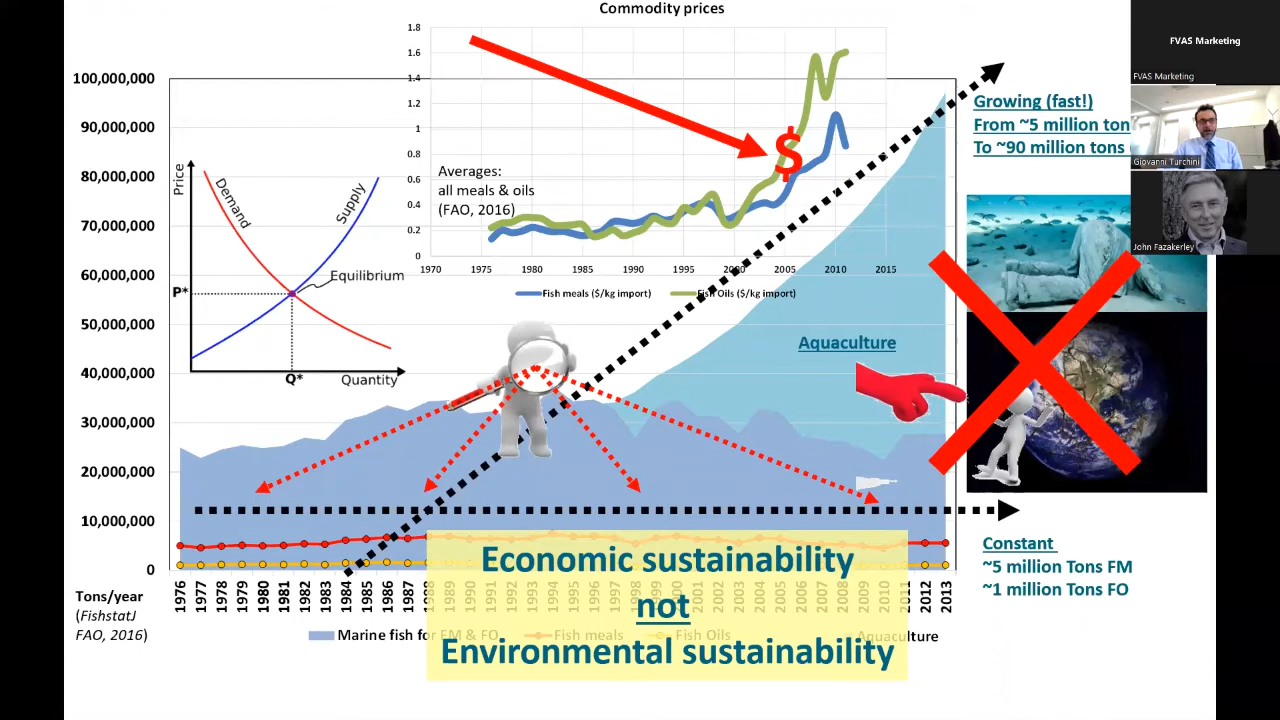 Commodity prices
1.8
1.6
1.4
1.2
1
0.8
0.6
0.4
0.2
0
Averages:
all meals & oils
(FAO, 2016)
$
1970 1975 1980 1985 1990 1995 2000 2005 2010 2015
Fish meals ($/kg import) Fish Oils ($/kg import)
100,000,000
90,000,000
80,000,000
70,000,000
60,000,000
50,000,000
40,000,000
30,000,000
20,000,000
10,000,000
0
Price
Demand
Supply
Equilibrium
P*
Q*
Quantity
Aquaculture
Growing (fast!)
From ~5 million ton
To ~90 million tons
FVAS Marketing
FVAS Marketing
Giovanni Turchini
John Fazakerley
Constant
~5 million Tons FM
~1 million Tons FO
1976 1977 1978 1979 1980 1981 1982 1983 1984 1985 1986 1987 1988 1989 1990 1991 1992 1993 1994 1995 1996 1997 1998 1999 2000 2001 2002 2003 2004 2005 2006 2007 2008 2009 2010 2011 2012 2013
Tons/year
(FishstatJ
FAO, 2016)
Marine fish for FM & FO Fish meals Fish Oils Aquaculture
Economic sustainability
not
Environmental sustainability